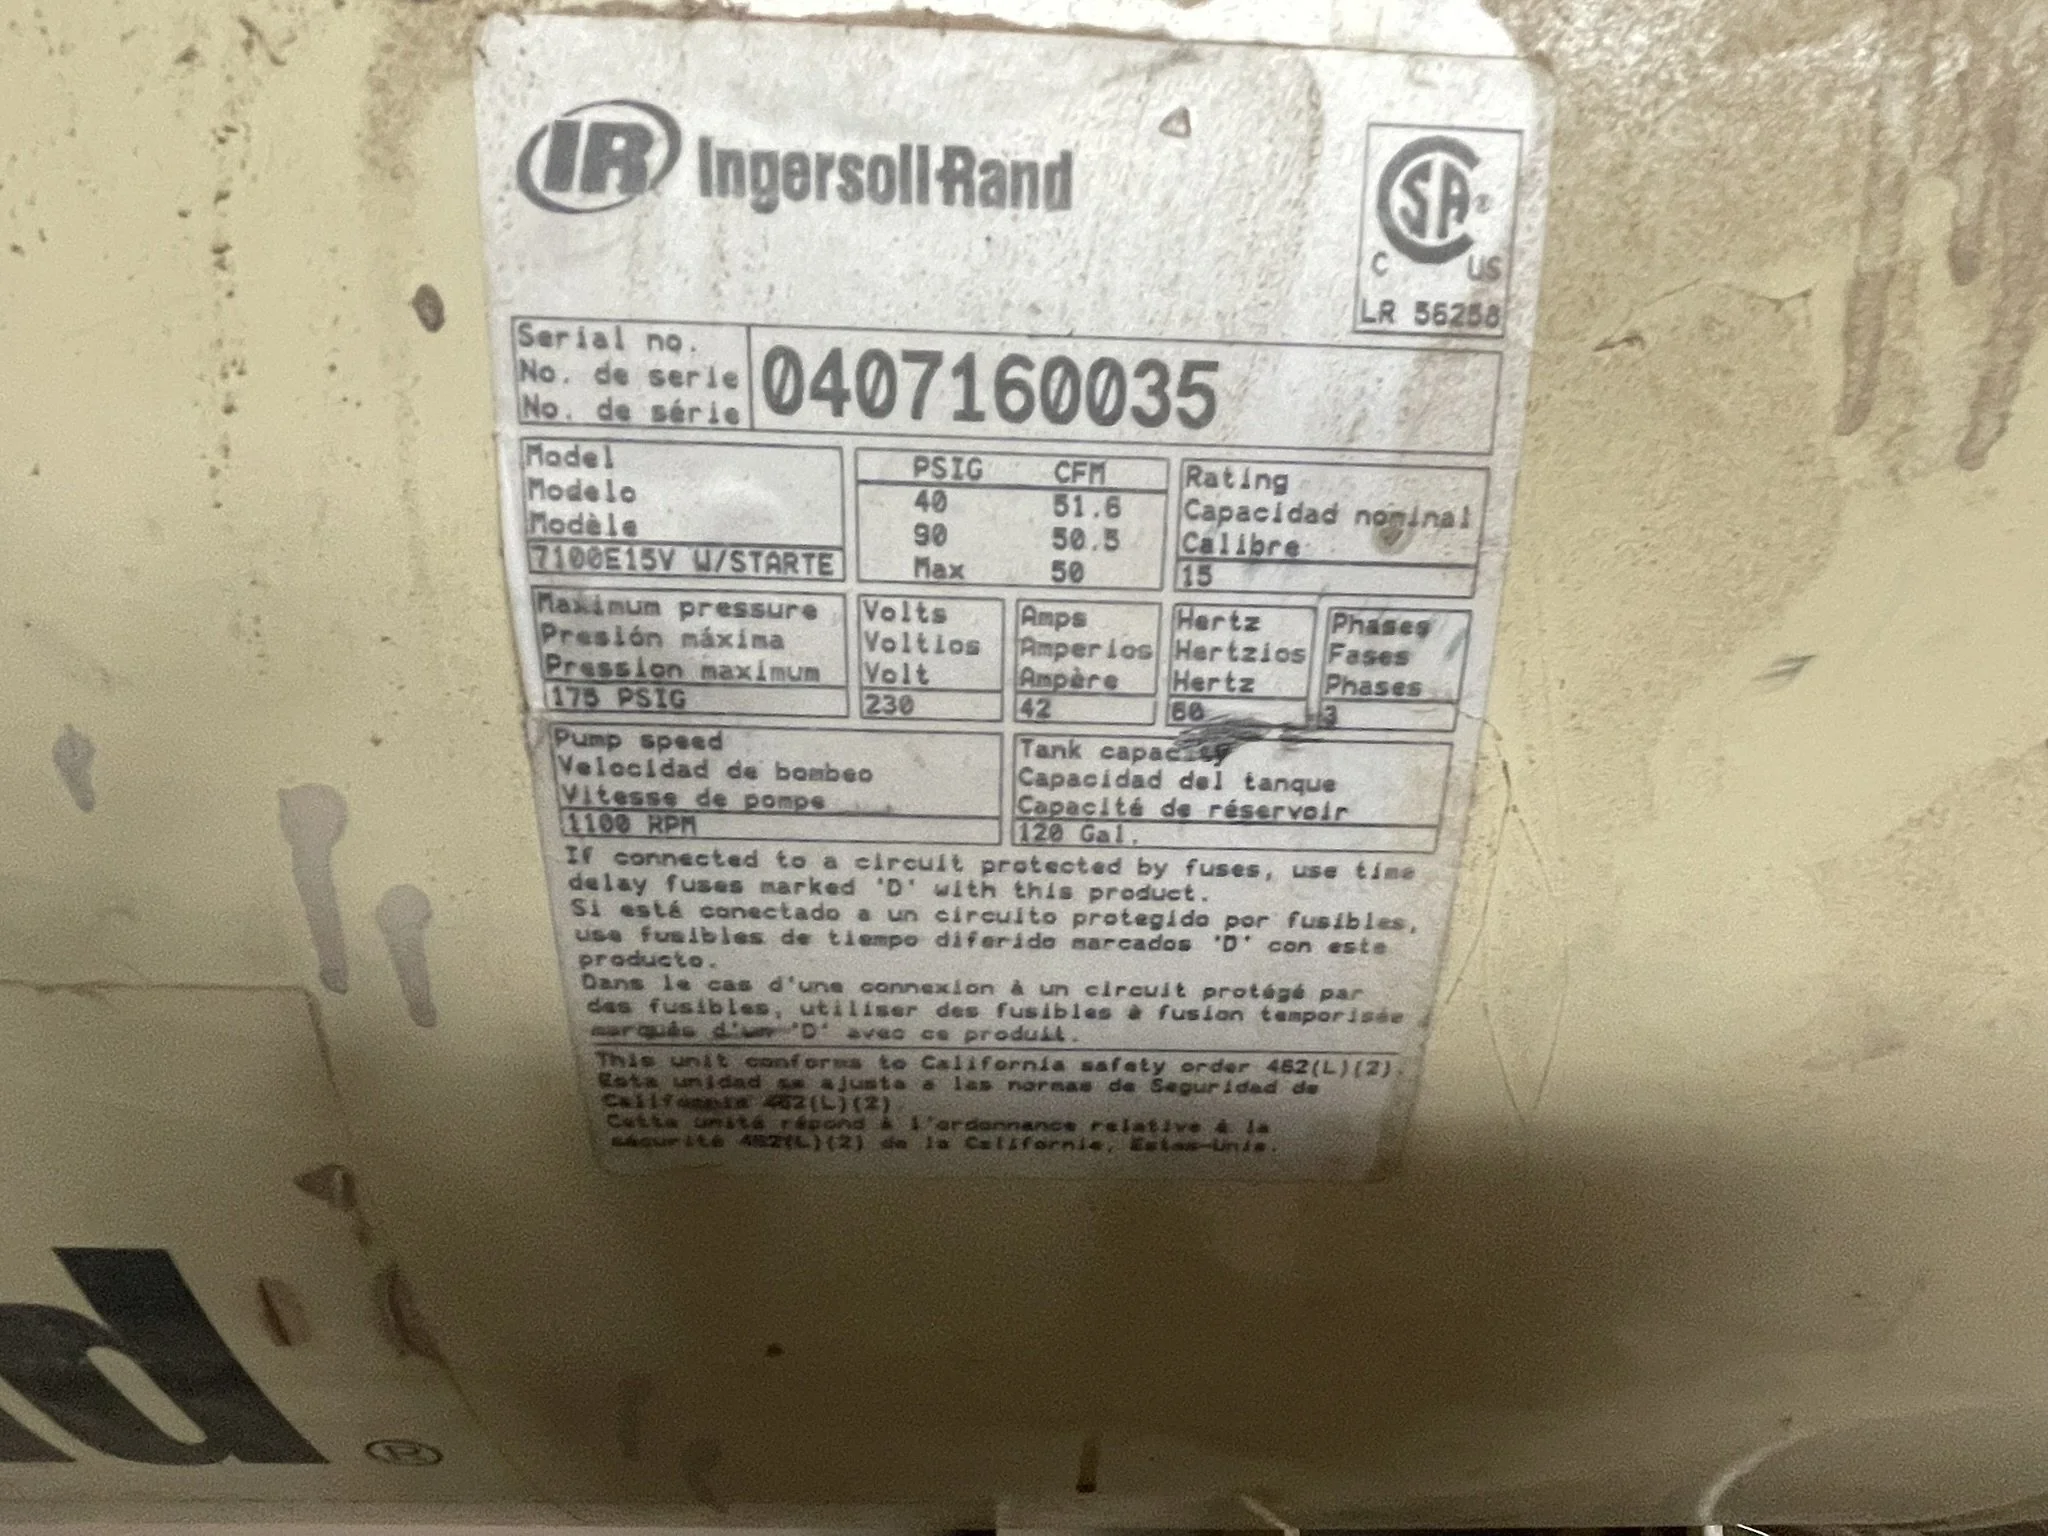 IR Ingersoll-Rand
CSA®
C US
LR 56258
Serial no.
No. de serie
No. de série
0407160035
Model
Modelo
Modèle
7100E15V W/STARTE
PSIG CFM
40 51.6
90 50.5
Max 50
Rating
Capacidad nominal
Calibre
15
Maximum pressure
Presión máxima
Pression maximum
175 PSIG
Volts
Voltios
Volt
230
Amps
Amperios
Ampère
42
Hertz
Hertzios
Hertz
60
Phases
Fases
Phases
3
Pump speed
Velocidad de bombeo
Vitesse de pompe
1100 RPM
Tank capacity
Capacidad del tanque
Capacité de réservoir
120 Gal.
If connected to a circuit protected by fuses, use time
delay fuses marked 'D' with this product.
Si está conectado a un circuito protegido por fusibles,
use fusibles de tiempo diferido marcados 'D' con este
producto.
Dans le cas d'une connexion à un circuit protégé par
des fusibles, utiliser des fusibles à fusion temporisée
marqués d'un 'D' avec ce produit.
This unit conforms to California safety order 462(L)(2).
Esta unidad se ajusta a las normas de Seguridad de
California 462(L)(2).
Cette unité répond à l'ordonnance relative à la
sécurité 462(L)(2) de la Californie, Estas-Unis.
d ®